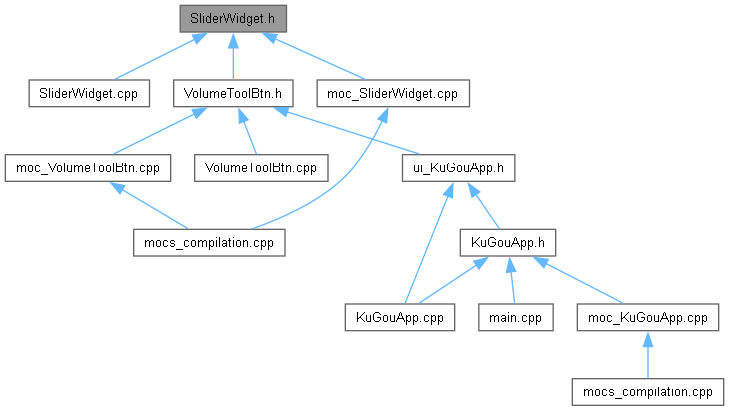 SliderWidget.h
SliderWidget.cpp
VolumeToolBtn.h
moc_SliderWidget.cpp
moc_VolumeToolBtn.cpp
VolumeToolBtn.cpp
ui_KuGouApp.h
mocs_compilation.cpp
KuGouApp.h
KuGouApp.cpp
main.cpp
moc_KuGouApp.cpp
mocs_compilation.cpp